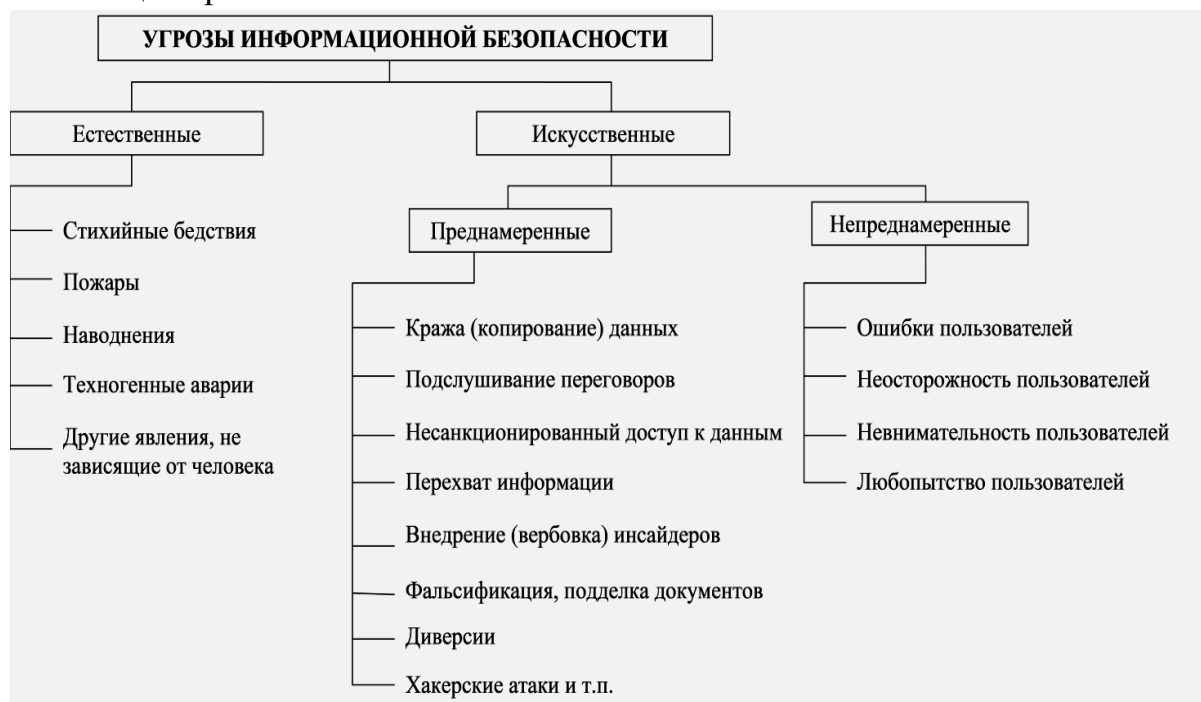 УГРОЗЫ ИНФОРМАЦИОННОЙ БЕЗОПАСНОСТИ
Естественные
Искусственные
Стихийные бедствия
Пожары
Наводнения
Техногенные аварии
Другие явления, не
зависящие от человека
Преднамеренные
Кража (копирование) данных
Подслушивание переговоров
Несанкционированный доступ к данным
Перехват информации
Внедрение (вербовка) инсайдеров
Фальсификация, подделка документов
Диверсии
Хакерские атаки и т.п.
Непреднамеренные
Ошибки пользователей
Неосторожность пользователей
Невнимательность пользователей
Любопытство пользователей